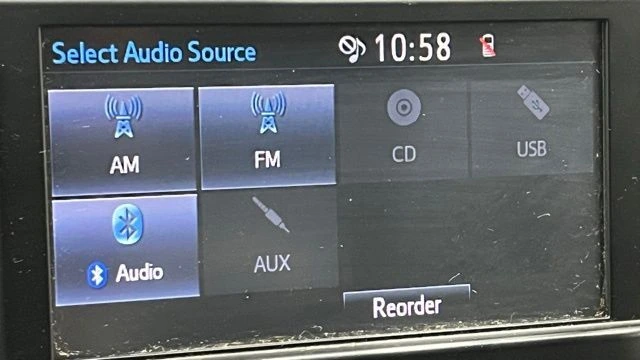 Select Audio Source
10:58
AM
FM
CD
USB
Audio
AUX
Reorder